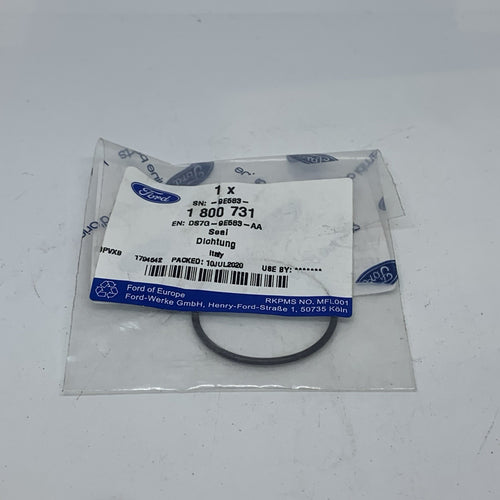 Ford
1 x
SN: -9E583-
1 800 731
EN: DS7G-9E583-AA
Seal
Dichtung
Italy
BPVXB 1704542 PACKED: 10JUL2020 USE BY: *******
Ford of Europe RKPMS NO. MFL001
Ford-Werke GmbH, Henry-Ford-Straße 1, 50735 Köln